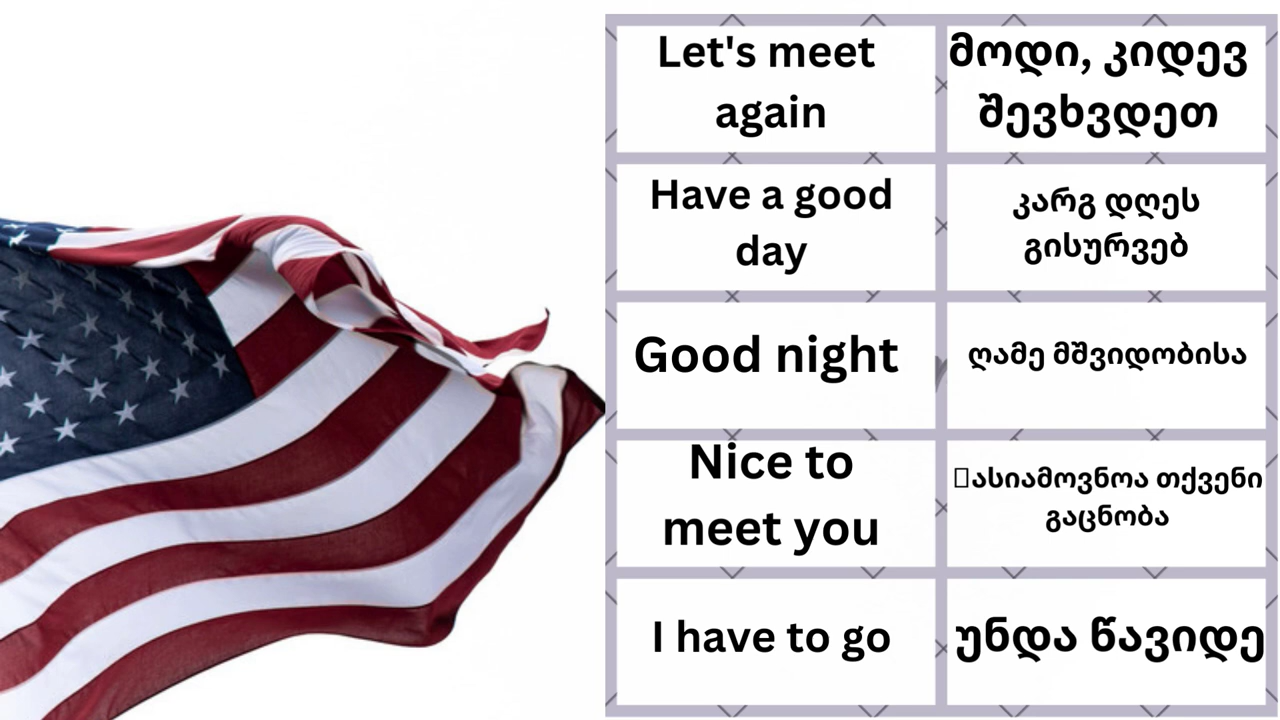 Let's meet
again
მოდი, კიდევ
შევხვდეთ
Have a good
day
კარგ დღეს
გისურვებ
Good night
ღამე მშვიდობისა
Nice to
meet you
თქვენი
გაცნობა
I have to go
უნდა წავიდე